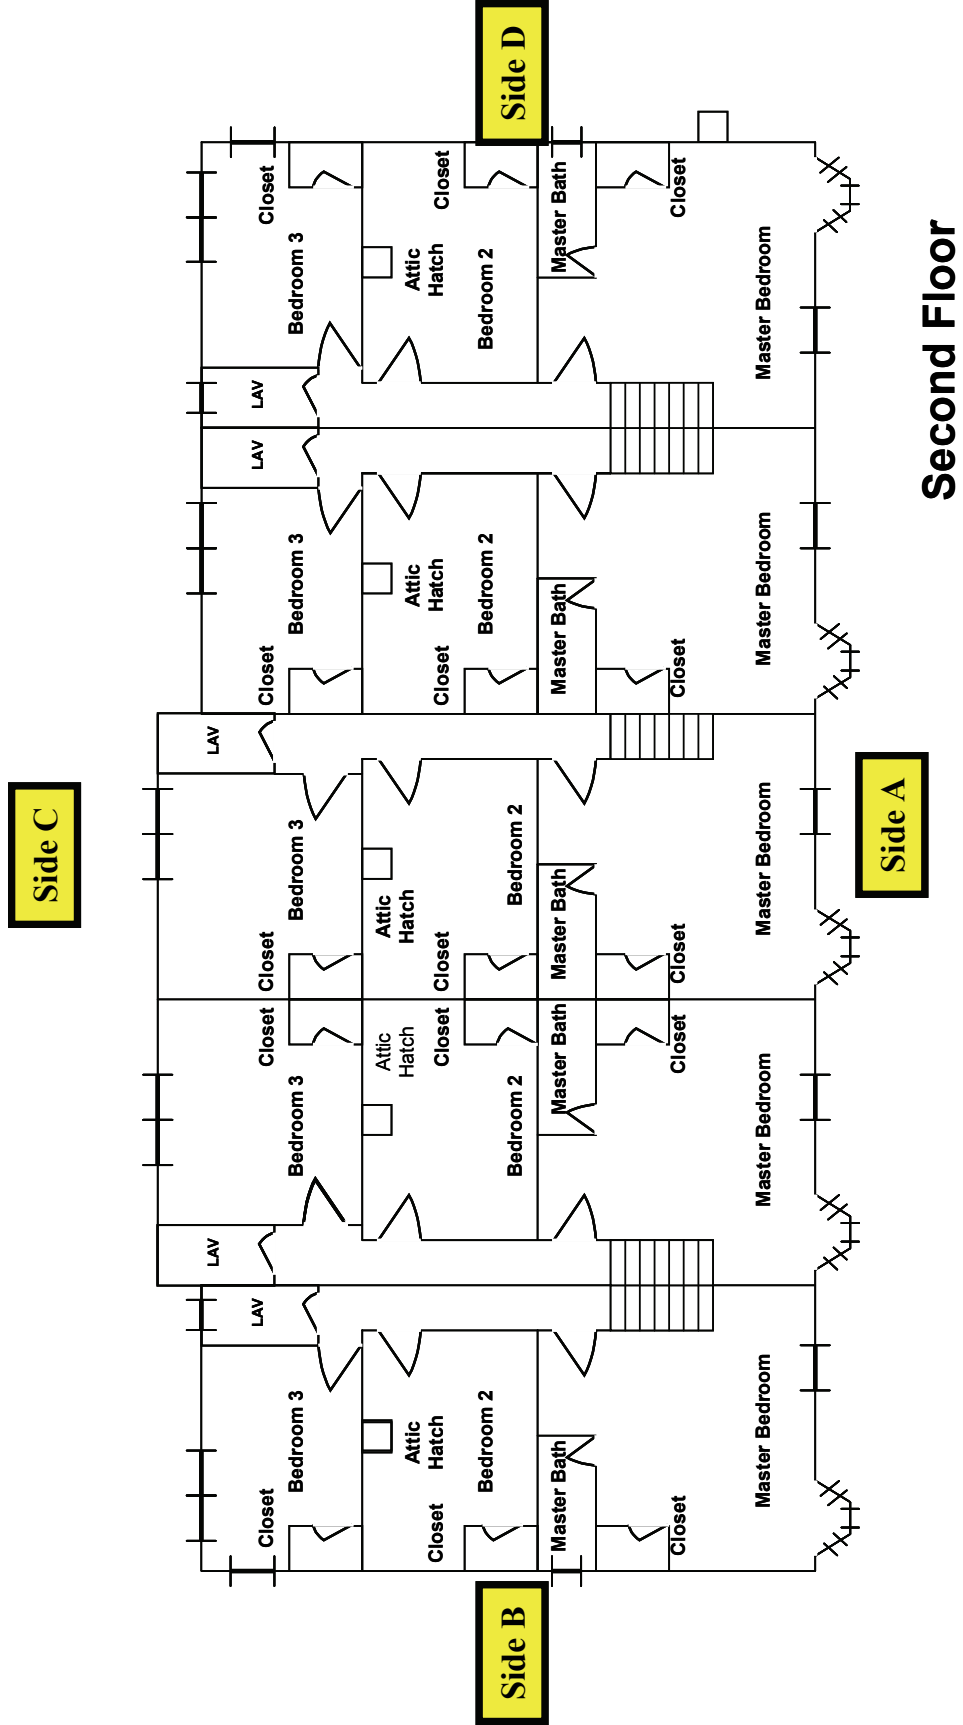 Side C
LAV
LAV
Closet
LAV
Closet
Closet
Closet
LAV
LAV
Closet
Bedroom 3
Bedroom 3
Bedroom 3
Bedroom 3
Bedroom 3
Attic
Hatch
Attic
Hatch
Attic
Hatch
Attic
Hatch
Attic
Hatch
Closet
Closet
Closet
Closet
Closet
Bedroom 2
Bedroom 2
Bedroom 2
Bedroom 2
Bedroom 2
Side B
Side D
Master Bath
Master Bath
Master Bath
Master Bath
Master Bath
Closet
Closet
Closet
Closet
Closet
Master Bedroom
Master Bedroom
Master Bedroom
Master Bedroom
Master Bedroom
Side A
Second Floor